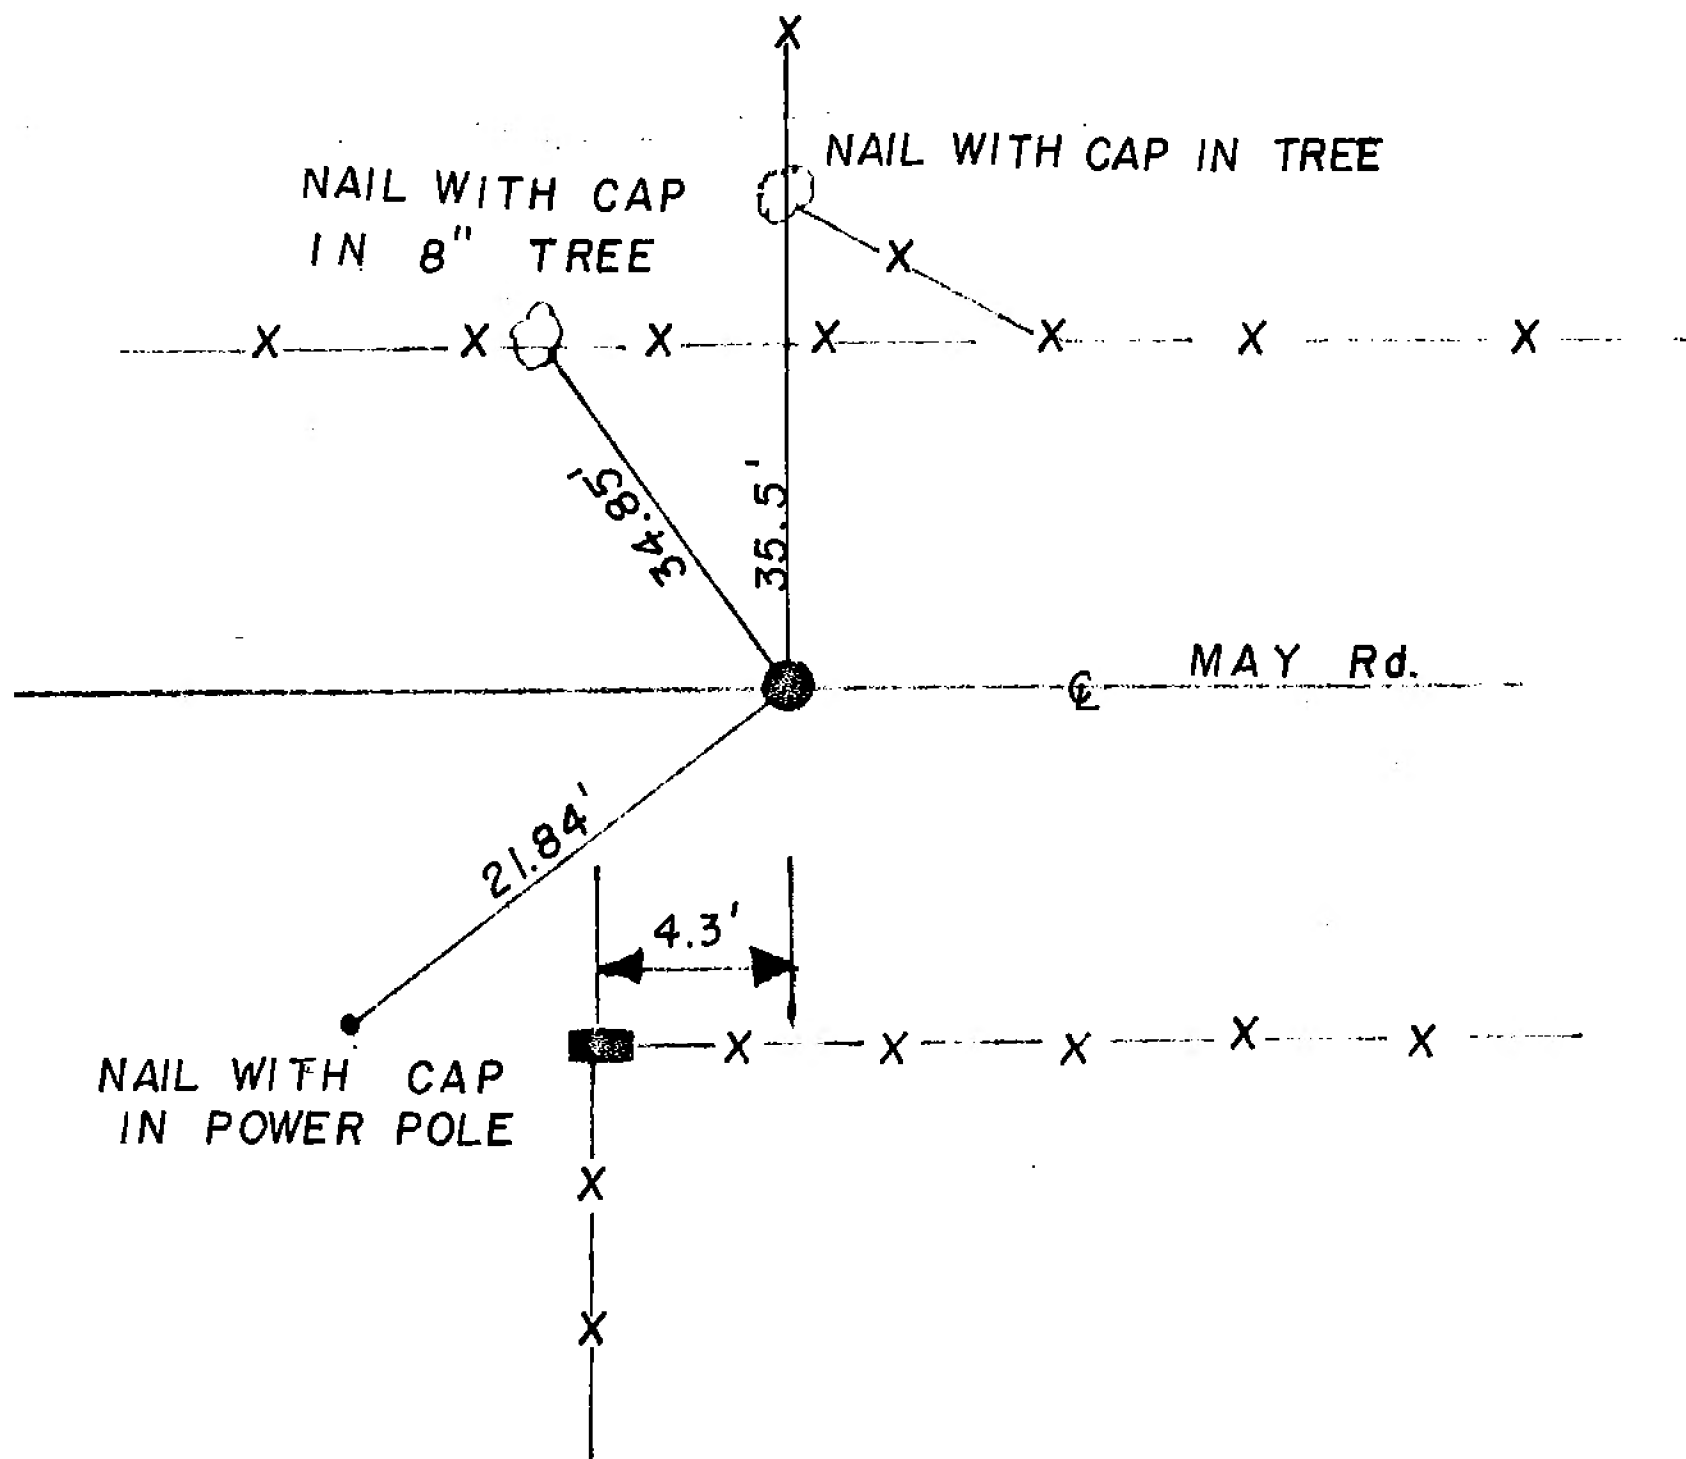 NAIL WITH CAP IN TREE
NAIL WITH CAP
IN 8" TREE
X
X
X X X X X X X
34.85'
35.5'
MAY Rd.
℄
21.84'
4.3'
X X X X X
NAIL WITH CAP
IN POWER POLE
X
X